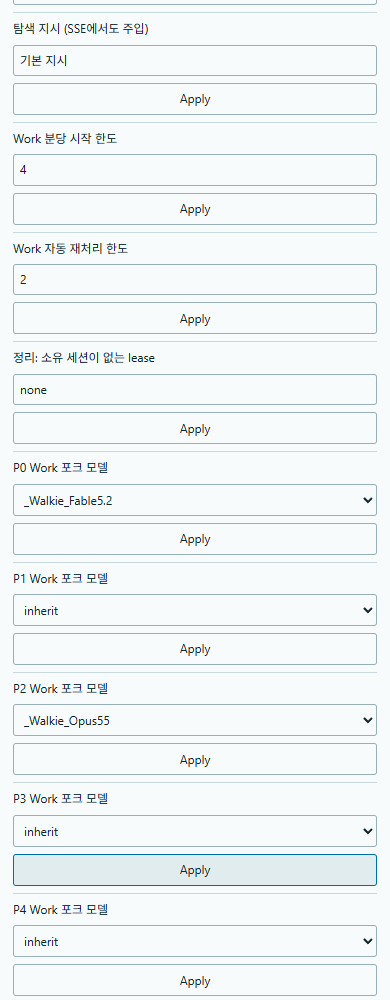 탐색 지시 (SSE에서도 주입)
기본 지시
Apply
Work 분당 시작 한도
4
Apply
Work 자동 재처리 한도
2
Apply
정리: 소유 세션이 없는 lease
none
Apply
P0 Work 포크 모델
_Walkie_Fable5.2
Apply
P1 Work 포크 모델
inherit
Apply
P2 Work 포크 모델
_Walkie_Opus55
Apply
P3 Work 포크 모델
inherit
Apply
P4 Work 포크 모델
inherit
Apply